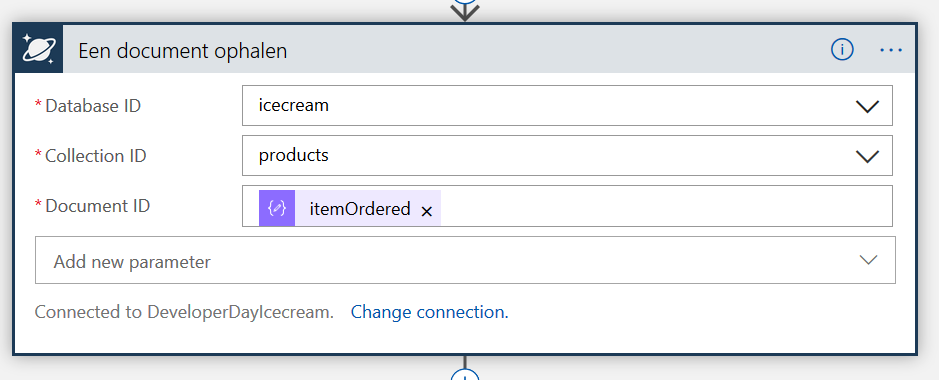 Een document ophalen
* Database ID icecream
* Collection ID products
* Document ID itemOrdered ×
Add new parameter
Connected to DeveloperDayIcecream. Change connection.